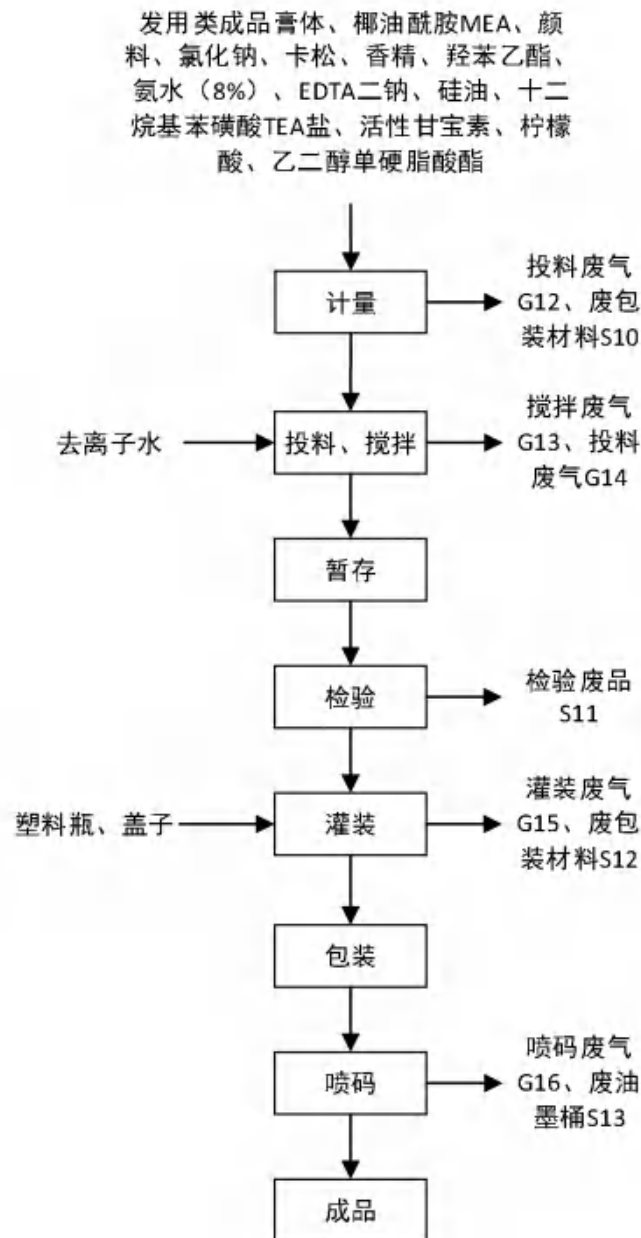 发用类成品膏体、椰油酰胺MEA、颜
料、氯化钠、卡松、香精、羟苯乙酯、
氨水（8%）、EDTA二钠、硅油、十二
烷基苯磺酸TEA盐、活性甘宝素、柠檬
酸、乙二醇单硬脂酸酯
计量
投料废气
G12、废包
装材料S10
去离子水
投料、搅拌
搅拌废气
G13、投料
废气G14
暂存
检验
检验废品
S11
塑料瓶、盖子
灌装
灌装废气
G15、废包
装材料S12
包装
喷码
喷码废气
G16、废油
墨桶S13
成品